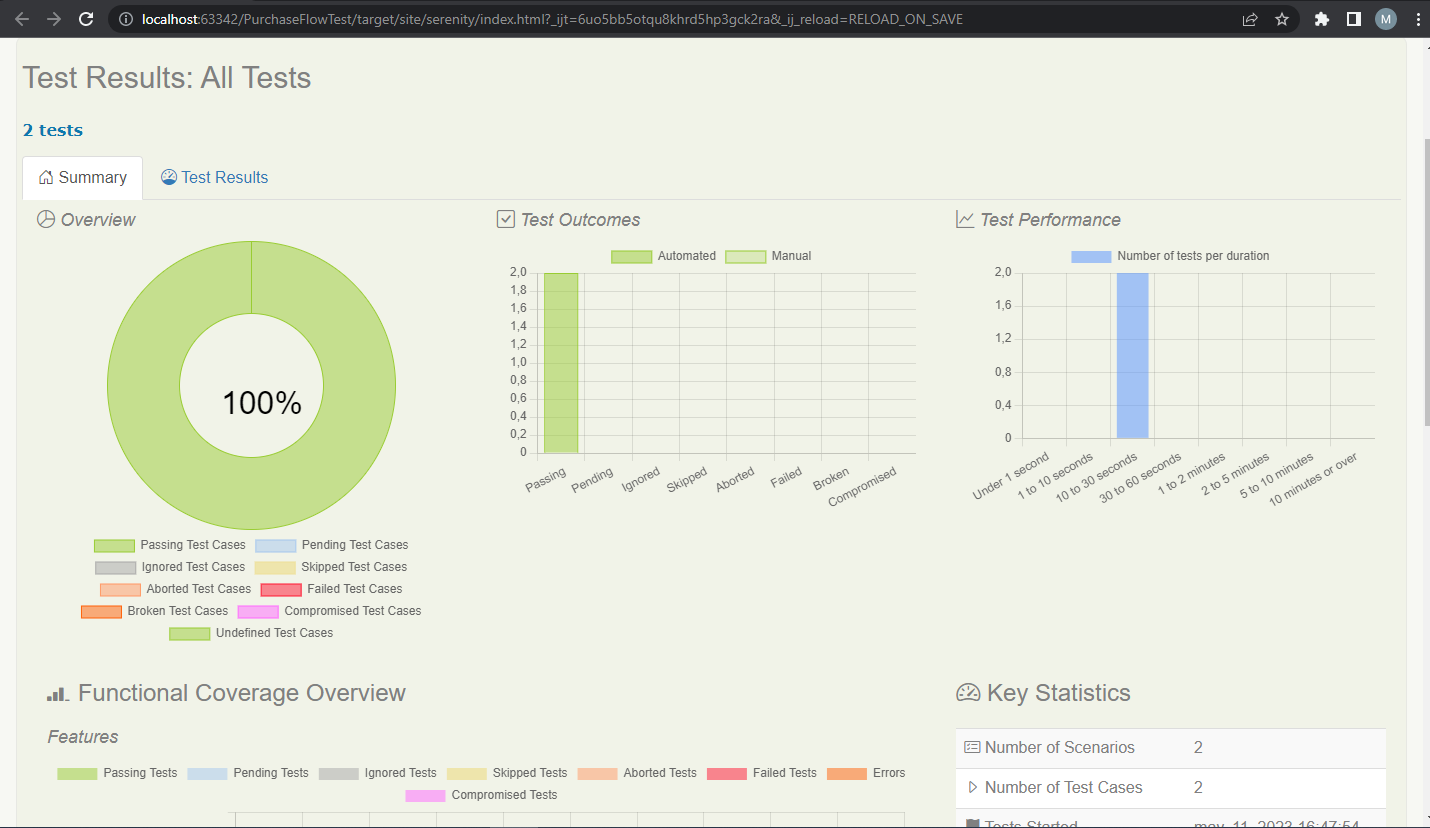 localhost:63342/PurchaseFlowTest/target/site/serenity/index.html?_ijt=6uo5bb5otqu8khrd5hp3gck2ra&_ij_reload=RELOAD_ON_SAVE
M
Test Results: All Tests
2 tests
Summary
Test Results
Overview
100%
Passing Test Cases
Pending Test Cases
Ignored Test Cases
Skipped Test Cases
Aborted Test Cases
Failed Test Cases
Broken Test Cases
Compromised Test Cases
Undefined Test Cases
Test Outcomes
Automated
Manual
2,0
1,8
1,6
1,4
1,2
1,0
0,8
0,6
0,4
0,2
0
Passing
Pending
Ignored
Skipped
Aborted
Failed
Broken
Compromised
Test Performance
Number of tests per duration
2,0
1,6
1,2
0,8
0,4
0
Under 1 second
1 to 10 seconds
10 to 30 seconds
30 to 60 seconds
1 to 2 minutes
2 to 5 minutes
5 to 10 minutes
10 minutes or over
Functional Coverage Overview
Features
Passing Tests
Pending Tests
Ignored Tests
Skipped Tests
Aborted Tests
Failed Tests
Errors
Compromised Tests
Key Statistics
Number of Scenarios 2
Number of Test Cases 2
Tests Started may. 11, 2023 16:47:54